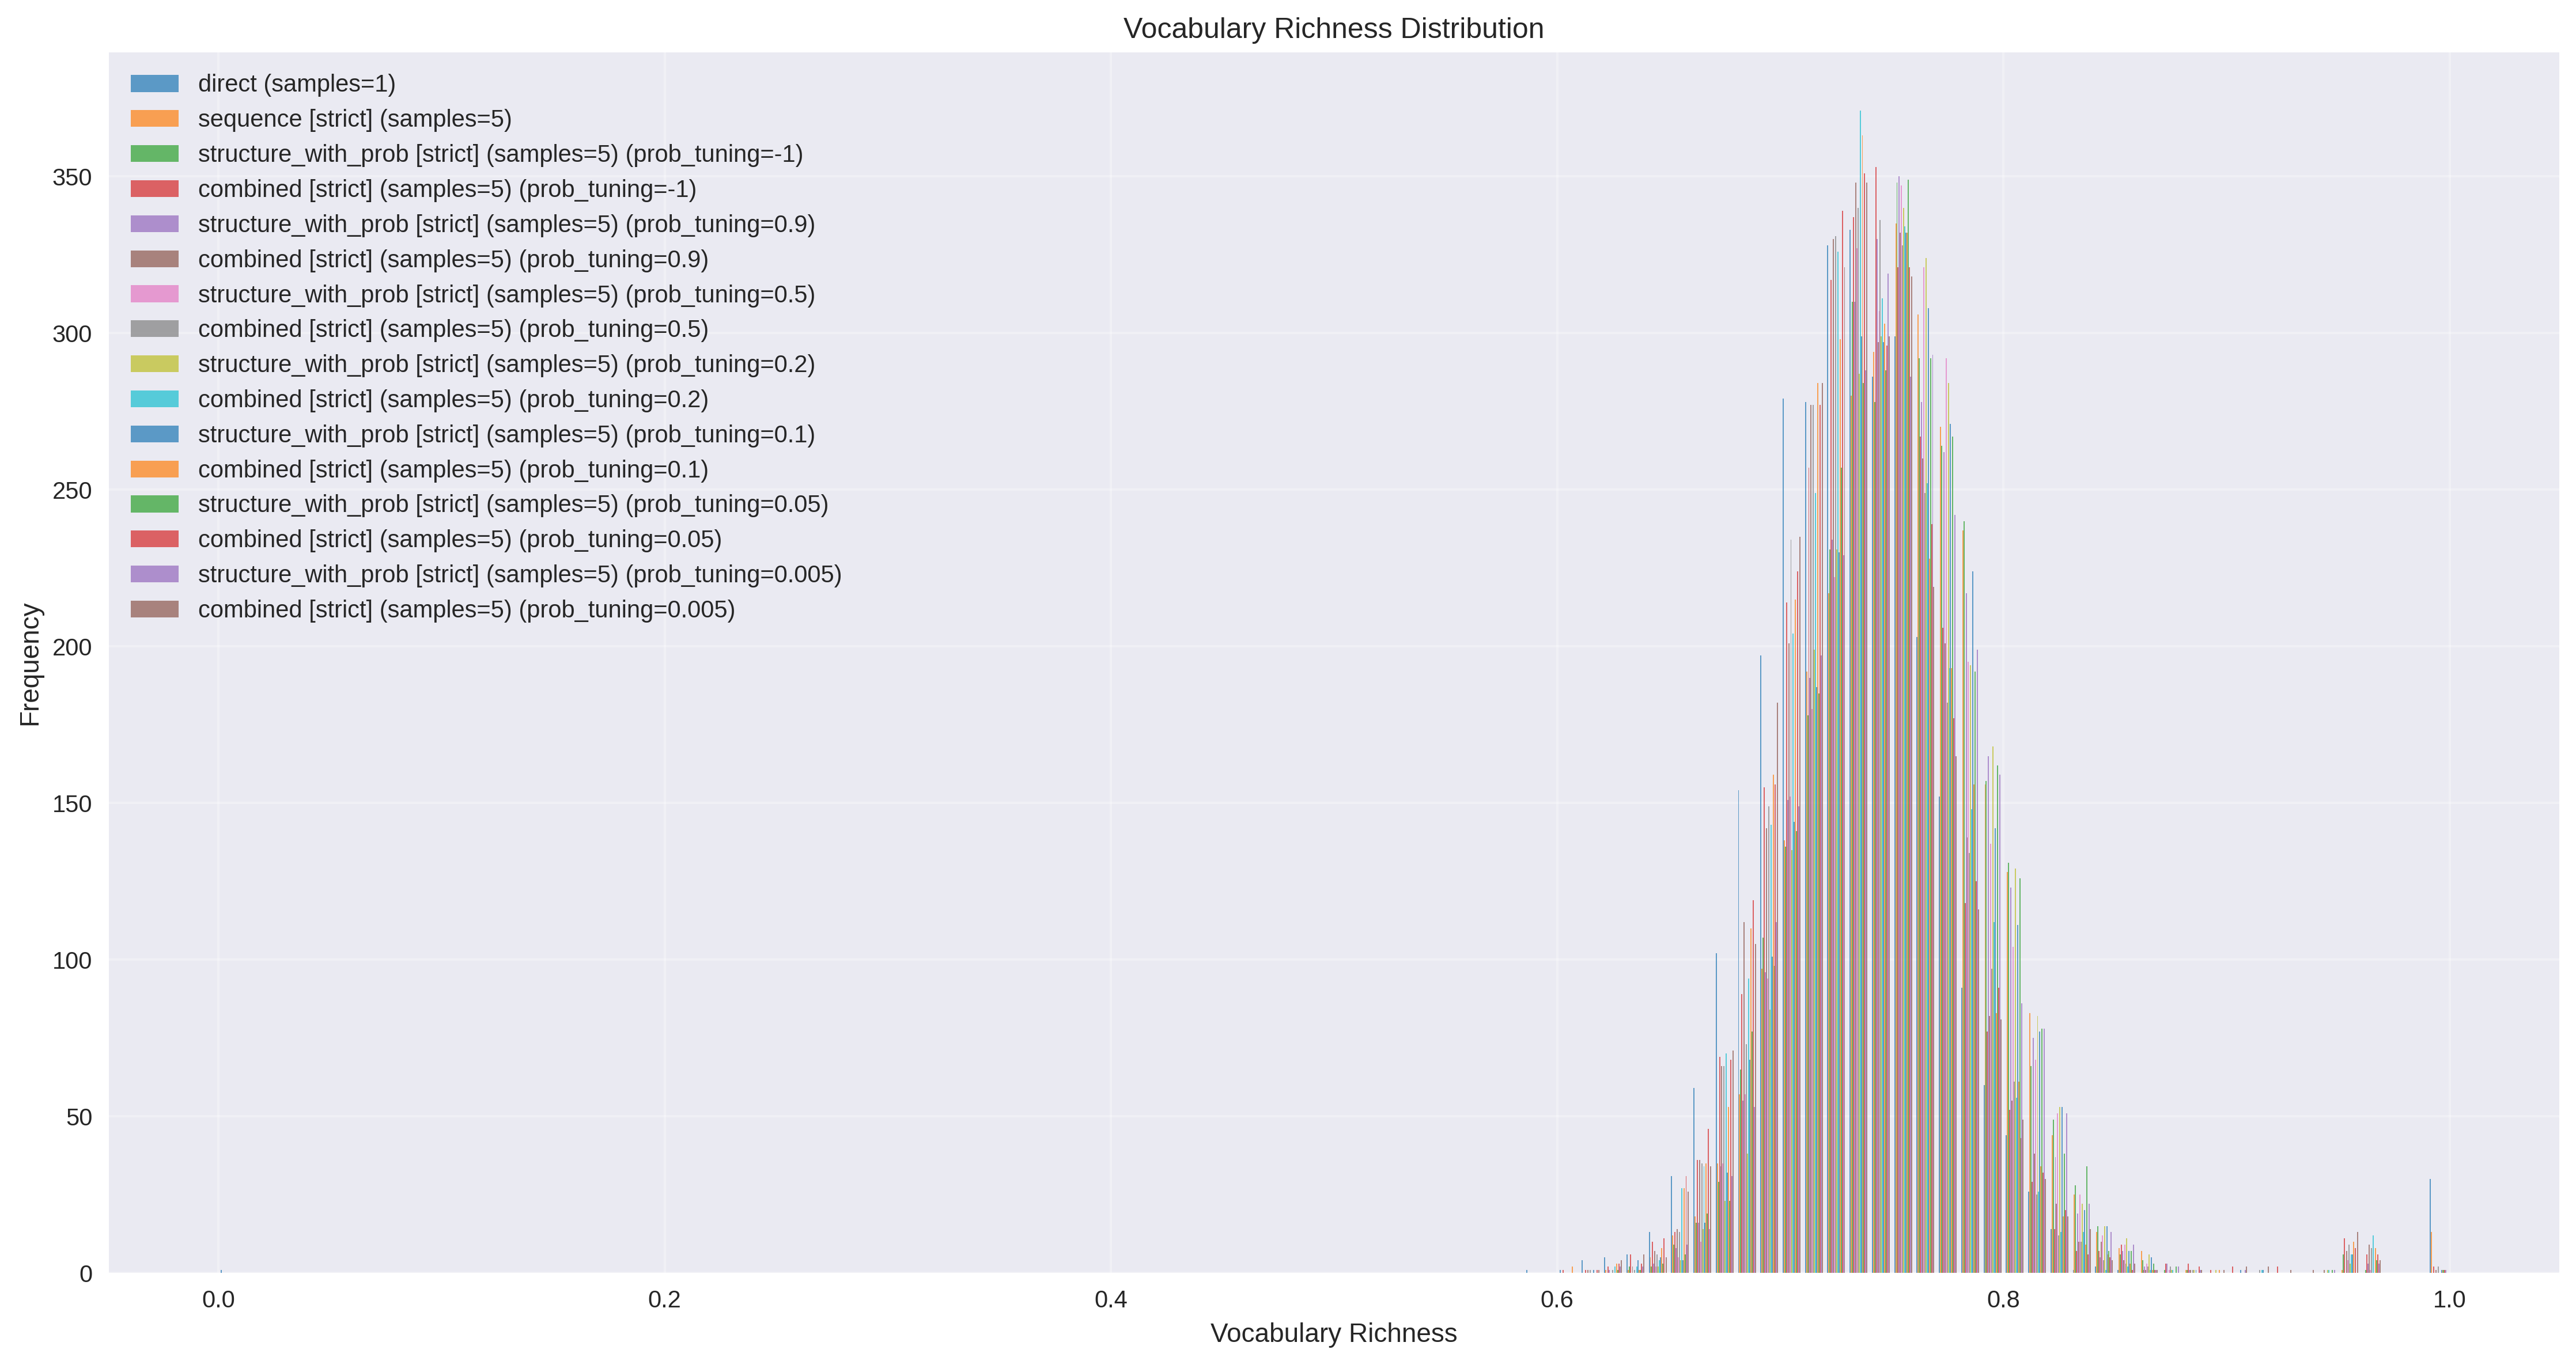 Vocabulary Richness Distribution
direct (samples=1)
sequence [strict] (samples=5)
structure_with_prob [strict] (samples=5) (prob_tuning=-1)
combined [strict] (samples=5) (prob_tuning=-1)
structure_with_prob [strict] (samples=5) (prob_tuning=0.9)
combined [strict] (samples=5) (prob_tuning=0.9)
structure_with_prob [strict] (samples=5) (prob_tuning=0.5)
combined [strict] (samples=5) (prob_tuning=0.5)
structure_with_prob [strict] (samples=5) (prob_tuning=0.2)
combined [strict] (samples=5) (prob_tuning=0.2)
structure_with_prob [strict] (samples=5) (prob_tuning=0.1)
combined [strict] (samples=5) (prob_tuning=0.1)
structure_with_prob [strict] (samples=5) (prob_tuning=0.05)
combined [strict] (samples=5) (prob_tuning=0.05)
structure_with_prob [strict] (samples=5) (prob_tuning=0.005)
combined [strict] (samples=5) (prob_tuning=0.005)
Frequency
350
300
250
200
150
100
50
0
0.0 0.2 0.4 0.6 0.8 1.0
Vocabulary Richness